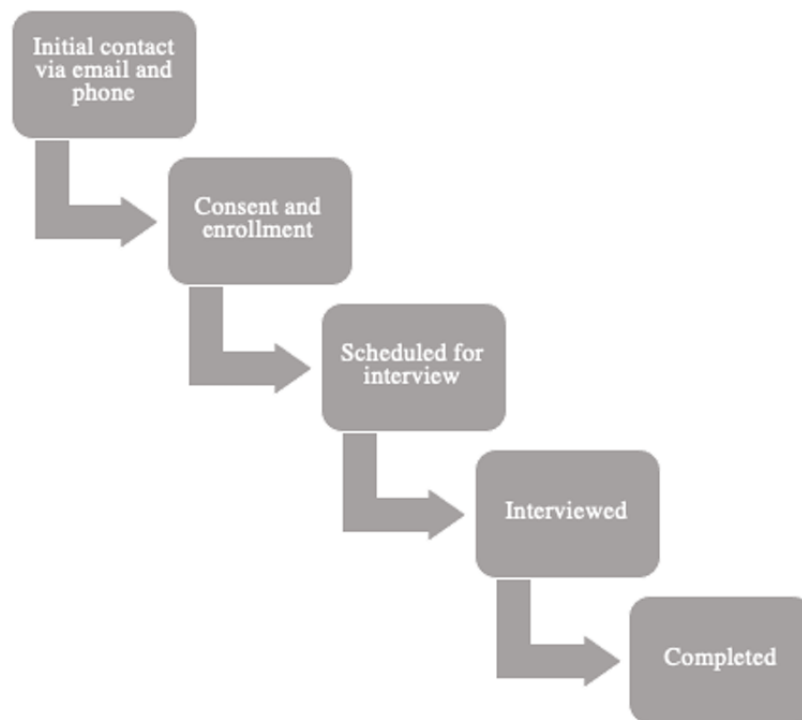 Initial contact
via email and
phone
Consent and
enrollment
Scheduled for
interview
Interviewed
Completed